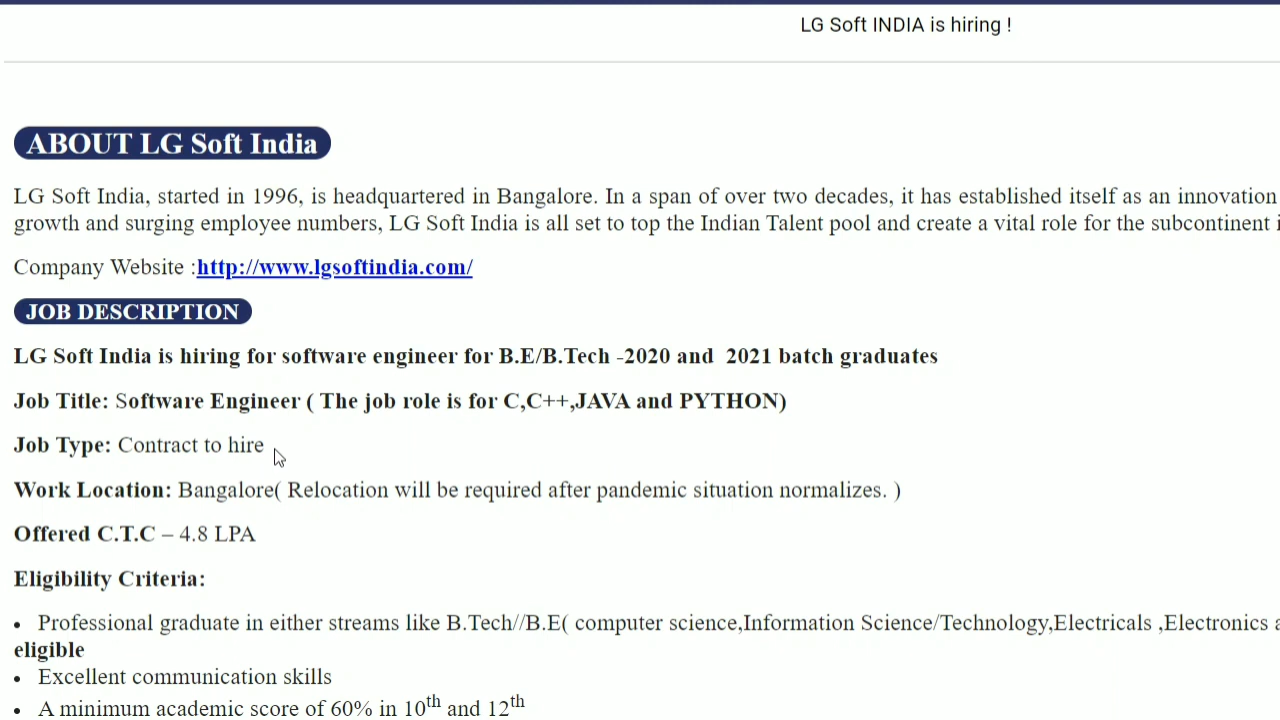 LG Soft INDIA is hiring !
ABOUT LG Soft India
LG Soft India, started in 1996, is headquartered in Bangalore. In a span of over two decades, it has established itself as an innovation
growth and surging employee numbers, LG Soft India is all set to top the Indian Talent pool and create a vital role for the subcontinent
Company Website :http://www.lgsoftindia.com/
JOB DESCRIPTION
LG Soft India is hiring for software engineer for B.E/B.Tech -2020 and 2021 batch graduates
Job Title: Software Engineer ( The job role is for C,C++,JAVA and PYTHON)
Job Type: Contract to hire
Work Location: Bangalore( Relocation will be required after pandemic situation normalizes. )
Offered C.T.C – 4.8 LPA
Eligibility Criteria:
• Professional graduate in either streams like B.Tech//B.E( computer science,Information Science/Technology,Electricals ,Electronics
eligible
• Excellent communication skills
• A minimum academic score of 60% in 10th and 12th